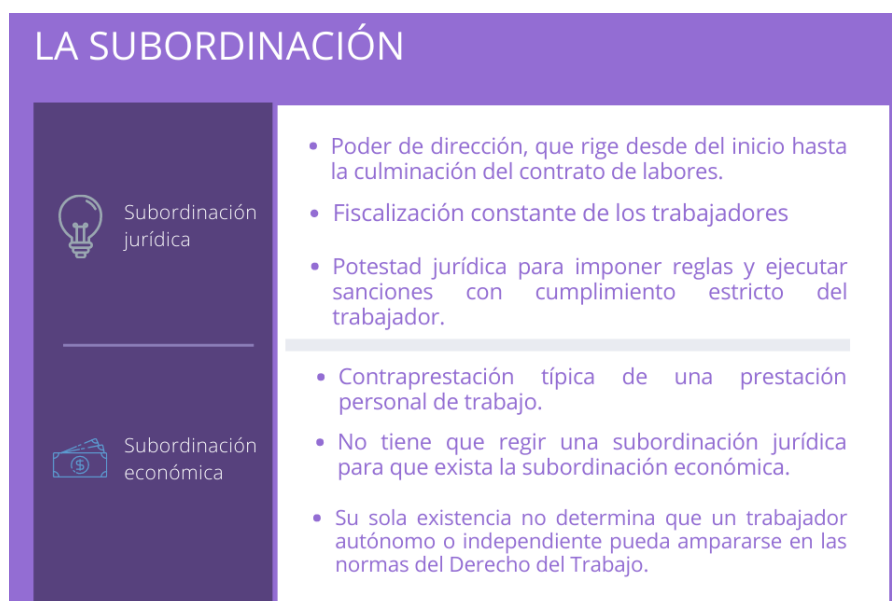 LA SUBORDINACIÓN
Subordinación
jurídica
• Poder de dirección, que rige desde del inicio hasta
la culminación del contrato de labores.
• Fiscalización constante de los trabajadores
• Potestad jurídica para imponer reglas y ejecutar
sanciones con cumplimiento estricto del
trabajador.
Subordinación
económica
• Contraprestación típica de una prestación
personal de trabajo.
• No tiene que regir una subordinación jurídica
para que exista la subordinación económica.
• Su sola existencia no determina que un trabajador
autónomo o independiente pueda ampararse en las
normas del Derecho del Trabajo.